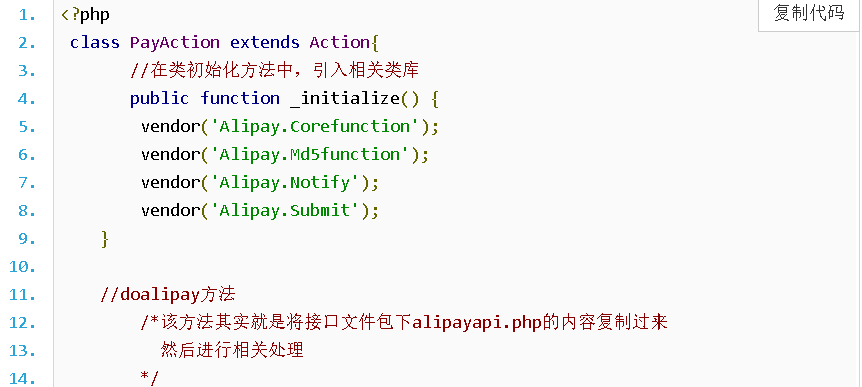 复制代码
1. <?php
2. class PayAction extends Action{
3. //在类初始化方法中，引入相关类库
4. public function _initialize() {
5. vendor('Alipay.Corefunction');
6. vendor('Alipay.Md5function');
7. vendor('Alipay.Notify');
8. vendor('Alipay.Submit');
9. }
10.
11. //doalipay方法
12. /*该方法其实就是将接口文件包下alipayapi.php的内容复制过来
13. 然后进行相关处理
14. */